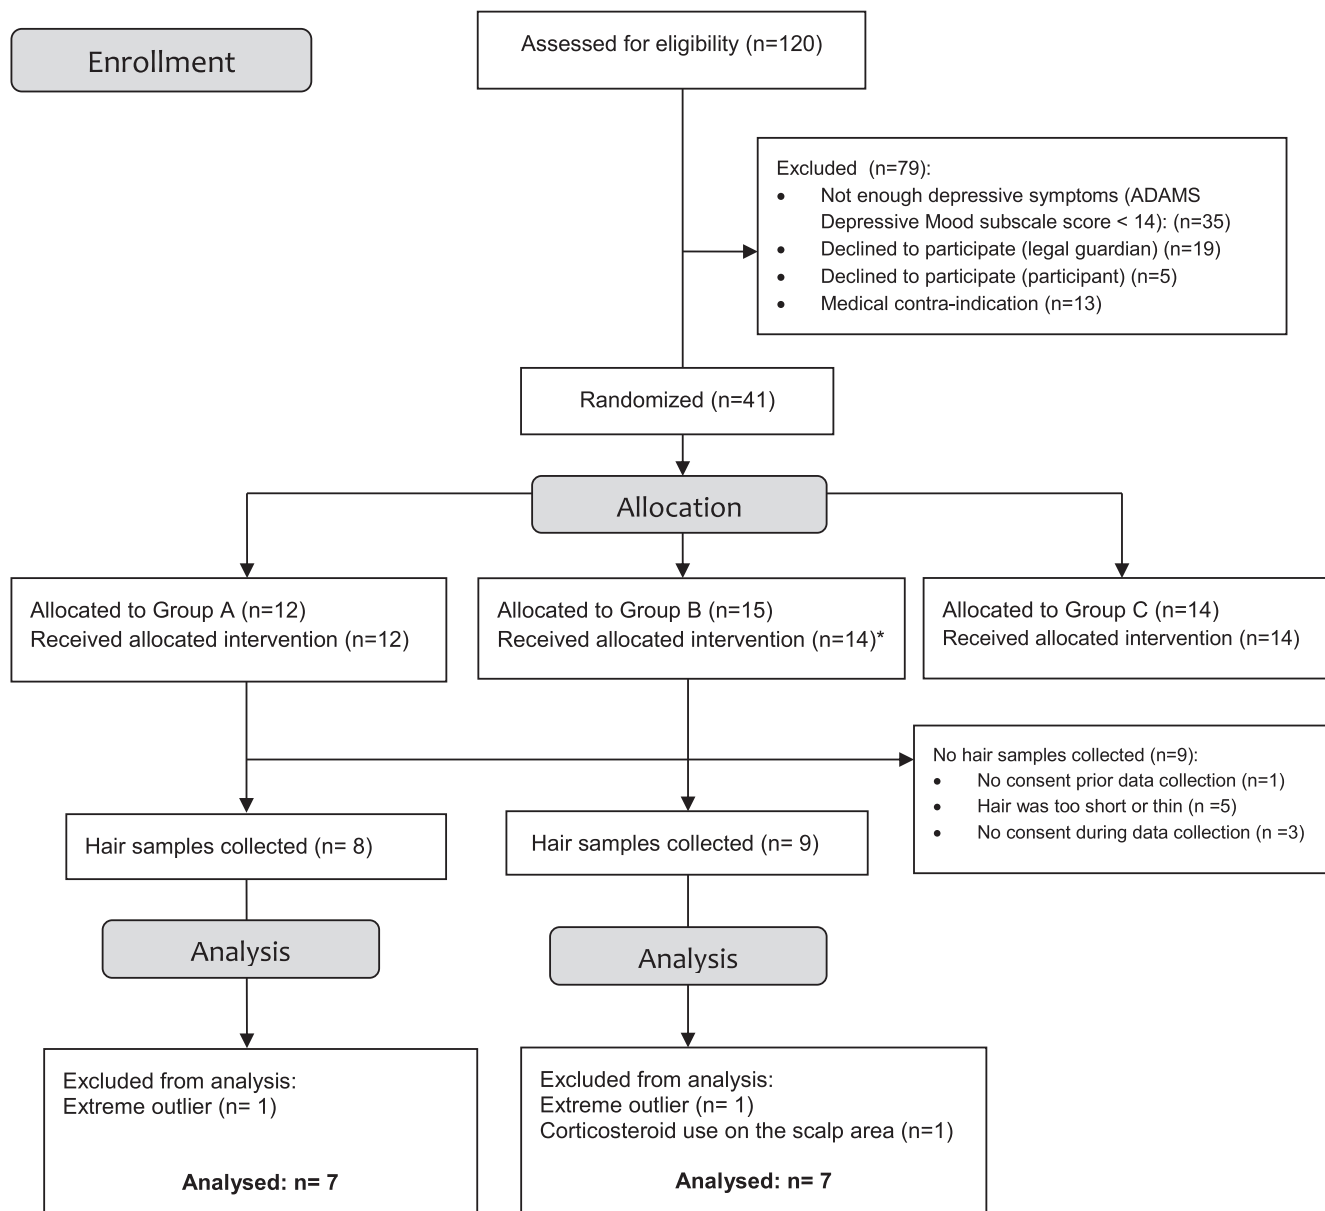 Enrollment
Assessed for eligibility (n=120)
Excluded (n=79):
• Not enough depressive symptoms (ADAMS
Depressive Mood subscale score < 14): (n=35)
• Declined to participate (legal guardian) (n=19)
• Declined to participate (participant) (n=5)
• Medical contra-indication (n=13)
Randomized (n=41)
Allocation
Allocated to Group A (n=12)
Received allocated intervention (n=12)
Allocated to Group B (n=15)
Received allocated intervention (n=14)*
Allocated to Group C (n=14)
Received allocated intervention (n=14)
No hair samples collected (n=9):
• No consent prior data collection (n=1)
• Hair was too short or thin (n =5)
• No consent during data collection (n =3)
Hair samples collected (n= 8)
Hair samples collected (n= 9)
Analysis
Analysis
Excluded from analysis:
Extreme outlier (n= 1)
Analysed: n= 7
Excluded from analysis:
Extreme outlier (n= 1)
Corticosteroid use on the scalp area (n=1)
Analysed: n= 7